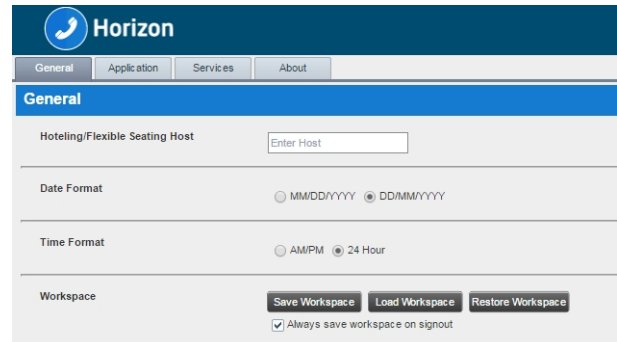 Horizon
General Application Services About
General
Hoteling/Flexible Seating Host Enter Host
Date Format MM/DD/YYYY DD/MM/YYYY
Time Format AM/PM 24 Hour
Workspace Save Workspace Load Workspace Restore Workspace
Always save workspace on signout